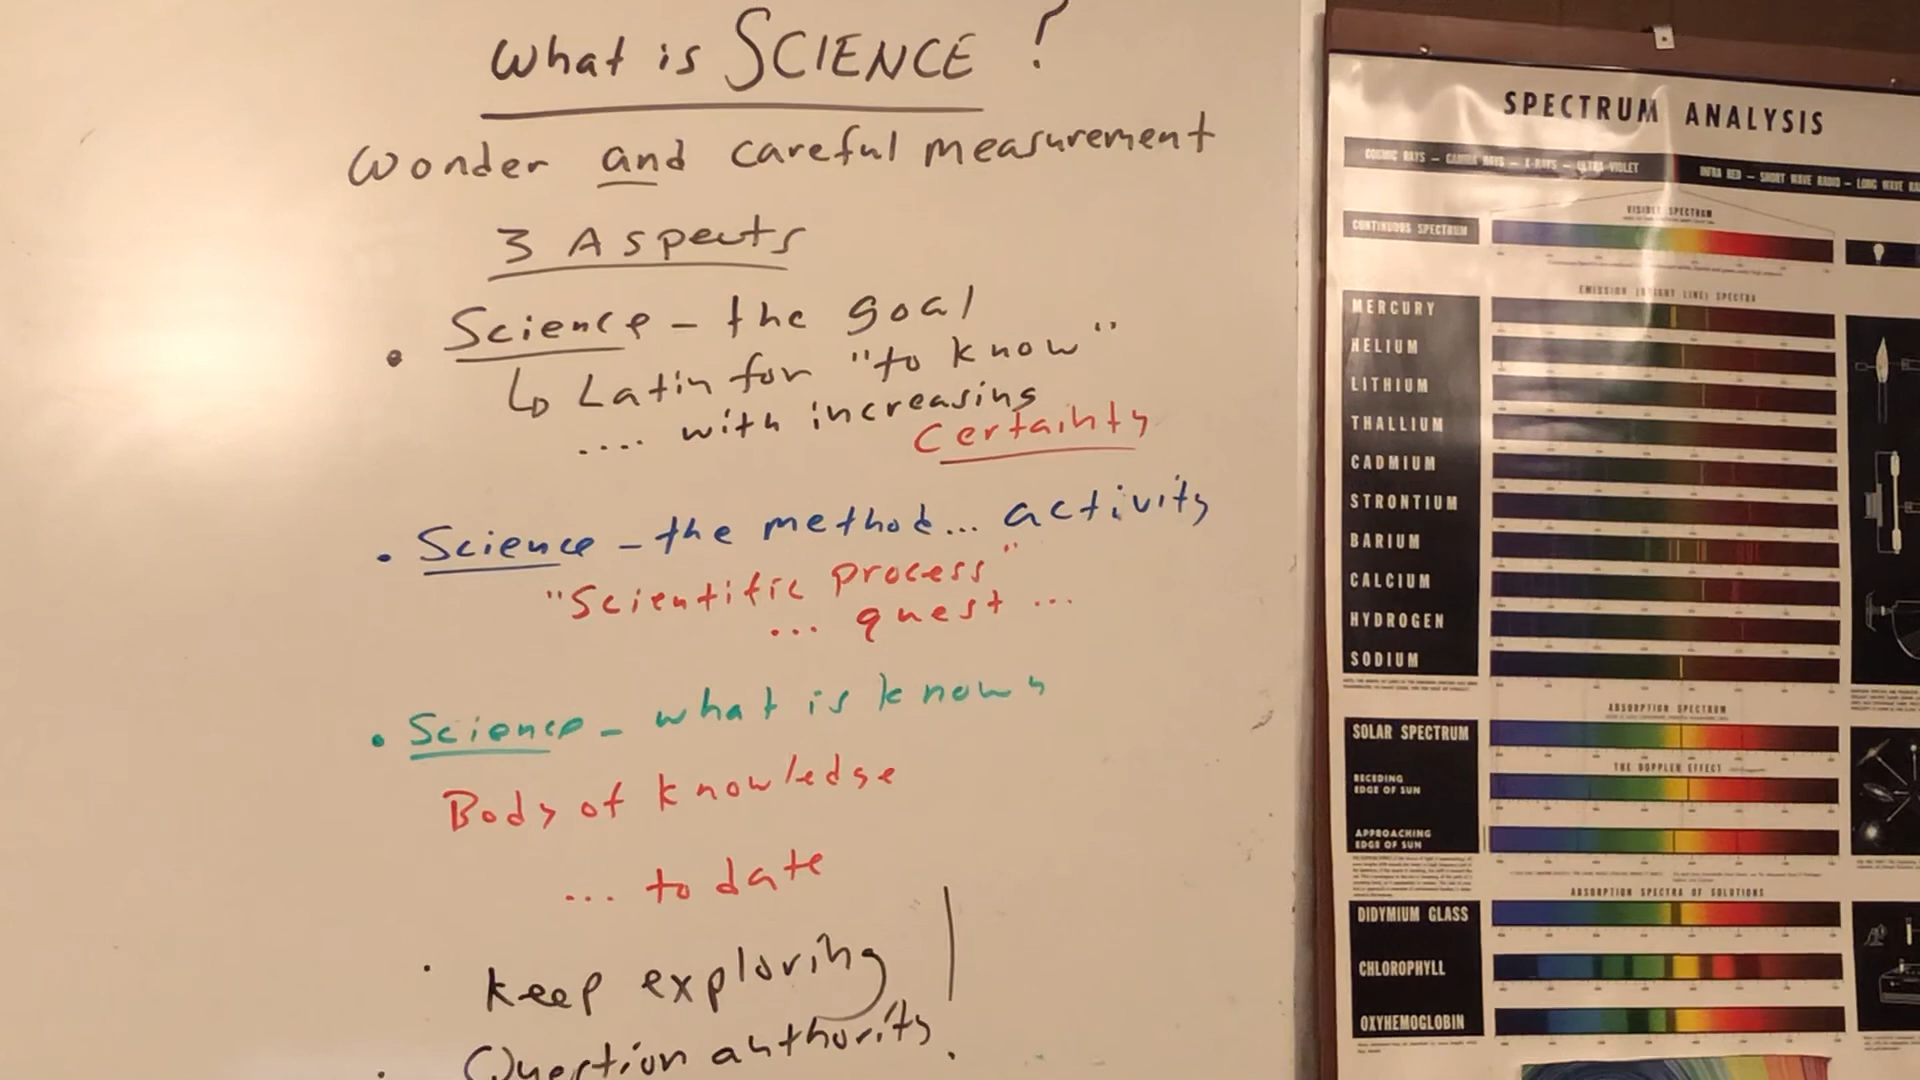 What is SCIENCE ?
Wonder and careful measurement
3 Aspects
• Science - the goal
↳ Latin for "to know"
.... with increasing
Certainty
• Science - the method... activity
"Scientific process"
... quest ...
• Science - what is known
Body of knowledge
... to date
• Keep exploring
• Question authority.
SPECTRUM ANALYSIS
COSMIC RAYS - GAMMA RAYS - X-RAYS - ULTRA-VIOLET
INFRA RED - SHORT WAVE RADIO - LONG WAVE
VISIBLE SPECTRUM
CONTINUOUS SPECTRUM
EMISSION (BRIGHT LINE) SPECTRA
MERCURY
HELIUM
LITHIUM
THALLIUM
CADMIUM
STRONTIUM
BARIUM
CALCIUM
HYDROGEN
SODIUM
ABSORPTION SPECTRUM
SOLAR SPECTRUM
THE DOPPLER EFFECT
RECEDING
EDGE OF SUN
APPROACHING
EDGE OF SUN
ABSORPTION SPECTRA OF SOLUTIONS
DIDYMIUM GLASS
CHLOROPHYLL
OXYHEMOGLOBIN